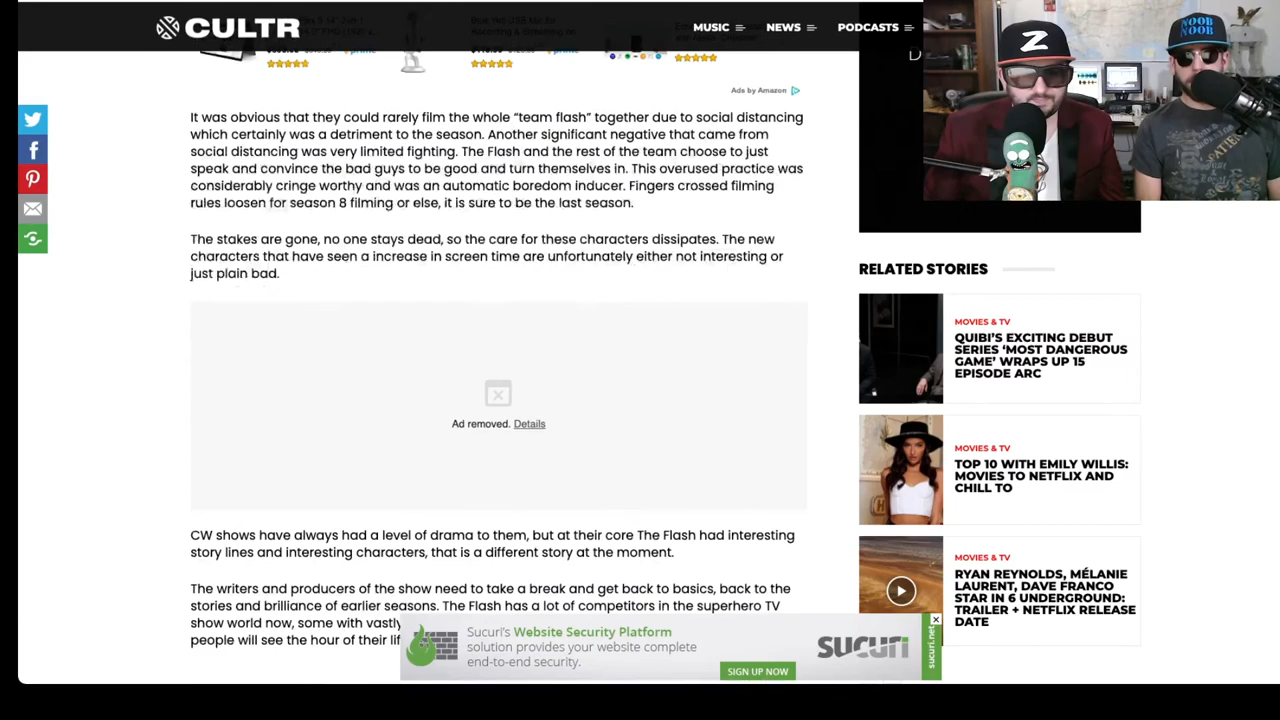 CULTR
MUSIC
NEWS
PODCASTS
D
Ads by Amazon
It was obvious that they could rarely film the whole “team flash” together due to social distancing
which certainly was a detriment to the season. Another significant negative that came from
social distancing was very limited fighting. The Flash and the rest of the team choose to just
speak and convince the bad guys to be good and turn themselves in. This overused practice was
considerably cringe worthy and was an automatic boredom inducer. Fingers crossed filming
rules loosen for season 8 filming or else, it is sure to be the last season.
The stakes are gone, no one stays dead, so the care for these characters dissipates. The new
characters that have seen a increase in screen time are unfortunately either not interesting or
just plain bad.
Ad removed. Details
CW shows have always had a level of drama to them, but at their core The Flash had interesting
story lines and interesting characters, that is a different story at the moment.
The writers and producers of the show need to take a break and get back to basics, back to the
stories and brilliance of earlier seasons. The Flash has a lot of competitors in the superhero TV
show world now, some with vastly
people will see the hour of their
RELATED STORIES
MOVIES & TV
QUIBI'S EXCITING DEBUT
SERIES ‘MOST DANGEROUS
GAME’ WRAPS UP 15
EPISODE ARC
MOVIES & TV
TOP 10 WITH EMILY WILLIS:
MOVIES TO NETFLIX AND
CHILL TO
MOVIES & TV
RYAN REYNOLDS, MÉLANIE
LAURENT, DAVE FRANCO
STAR IN 6 UNDERGROUND:
TRAILER + NETFLIX RELEASE
DATE
Sucuri's Website Security Platform
solution provides your website complete
end-to-end security.
SIGN UP NOW
SUCURI
sucuri.net
Z
NOOB
NOOB